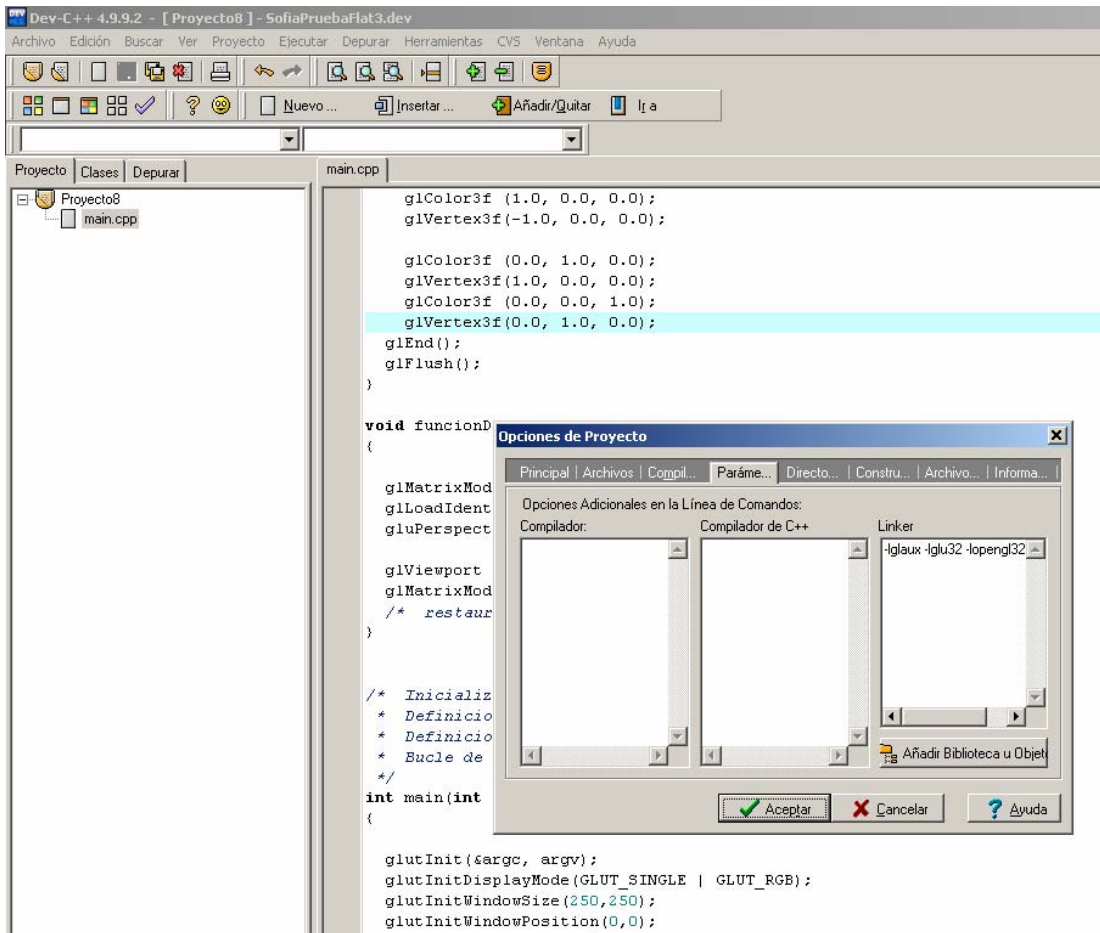 Dev-C++ 4.9.9.2 - [ Proyecto8 ] - SofiaPruebaFlat3.dev
Archivo Edición Buscar Ver Proyecto Ejecutar Depurar Herramientas CVS Ventana Ayuda
Nuevo ... Insertar ... Añadir/Quitar Ir a
Proyecto Clases Depurar main.cpp
Proyecto8
main.cpp
glColor3f (1.0, 0.0, 0.0);
glVertex3f(-1.0, 0.0, 0.0);
glColor3f (0.0, 1.0, 0.0);
glVertex3f(1.0, 0.0, 0.0);
glColor3f (0.0, 0.0, 1.0);
glVertex3f(0.0, 1.0, 0.0);
glEnd();
glFlush();
}
void funcionD
{
glMatrixMod
glLoadIdent
gluPerspect
glViewport
glMatrixMod
/* restaur
}
/* Inicializ
* Definicio
* Definicio
* Bucle de
*/
int main(int
{
glutInit(&argc, argv);
glutInitDisplayMode(GLUT_SINGLE | GLUT_RGB);
glutInitWindowSize(250,250);
glutInitWindowPosition(0,0);
Opciones de Proyecto
Principal | Archivos | Compil... Paráme... Directo... | Constru... | Archivo... | Informa... |
Opciones Adicionales en la Línea de Comandos:
Compilador: Compilador de C++ Linker
-lglaux -lglu32 -lopengl32
Añadir Biblioteca u Objet
Aceptar Cancelar Ayuda